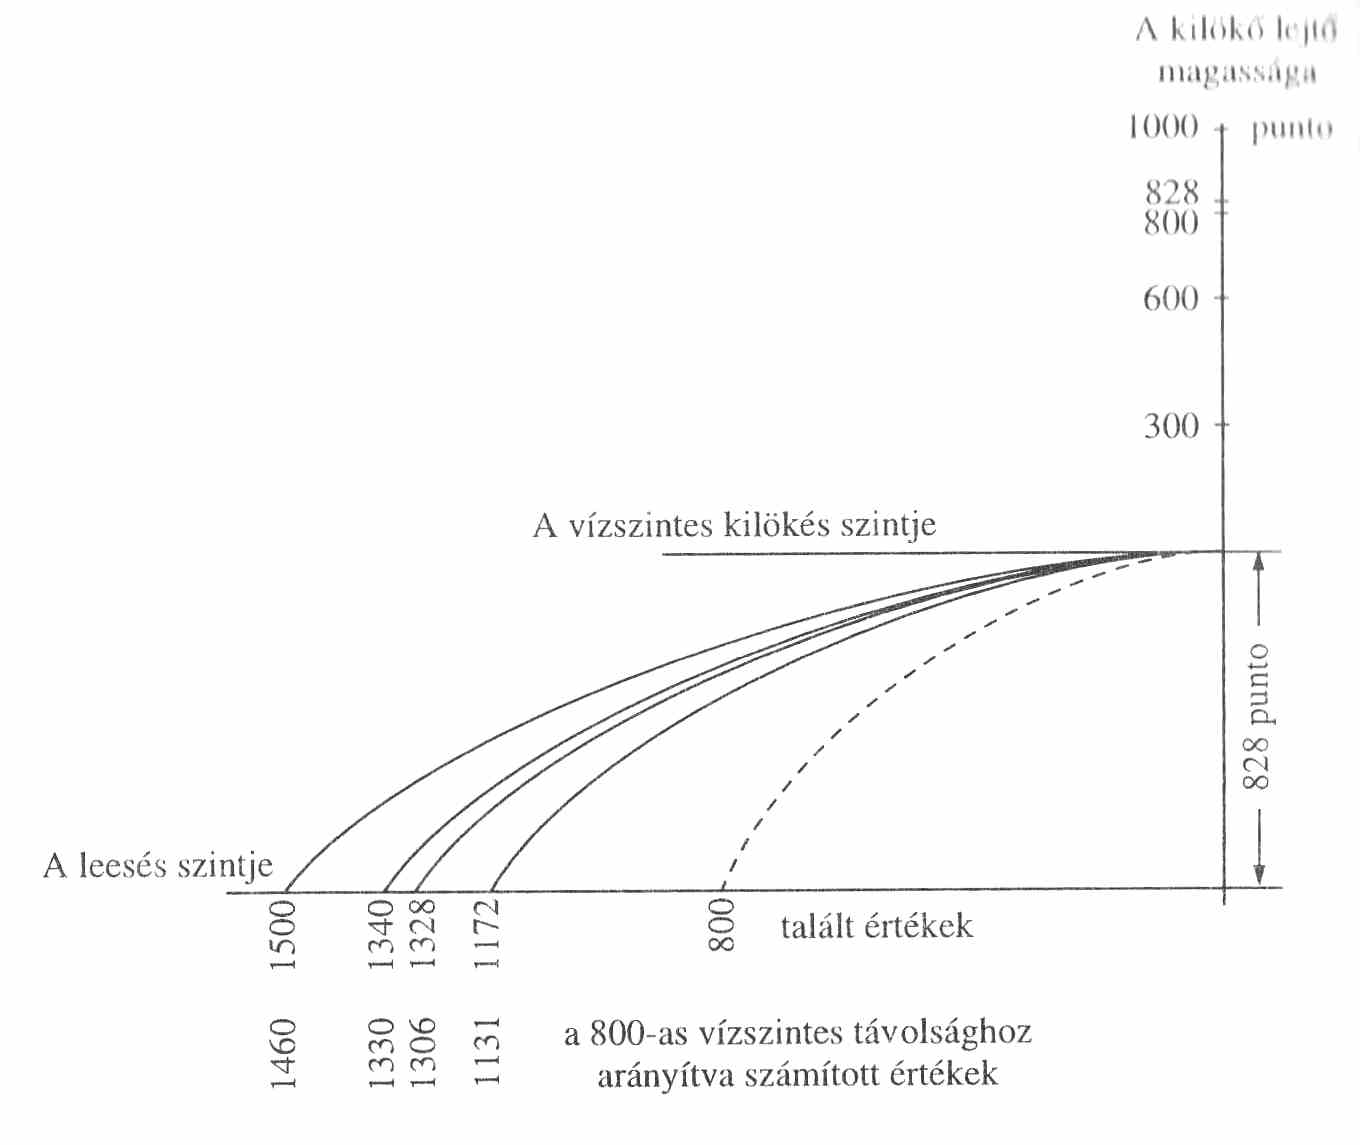 A kilökő lejtő
magassága
1000 punto
828
800
600
300
A vízszintes kilökés szintje
828 punto
A leesés szintje
1500 1340 1328 1172 800 talált értékek
1460 1330 1306 1131 a 800-as vízszintes távolsághoz
arányítva számított értékek